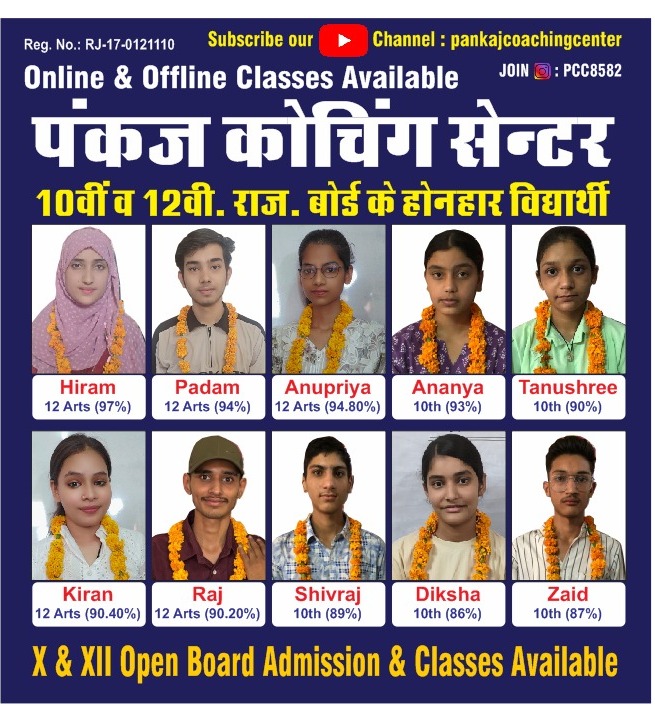 Reg. No.: RJ-17-0121110
Subscribe our Channel : pankajcoachingcenter
Online & Offline Classes Available
JOIN : PCC8582
पंकज कोचिंग सेन्टर
10वीं व 12वी. राज. बोर्ड के होनहार विद्यार्थी
Hiram
12 Arts (97%)
Padam
12 Arts (94%)
Anupriya
12 Arts (94.80%)
Ananya
10th (93%)
Tanushree
10th (90%)
Kiran
12 Arts (90.40%)
Raj
12 Arts (90.20%)
Shivraj
10th (89%)
Diksha
10th (86%)
Zaid
10th (87%)
X & XII Open Board Admission & Classes Available